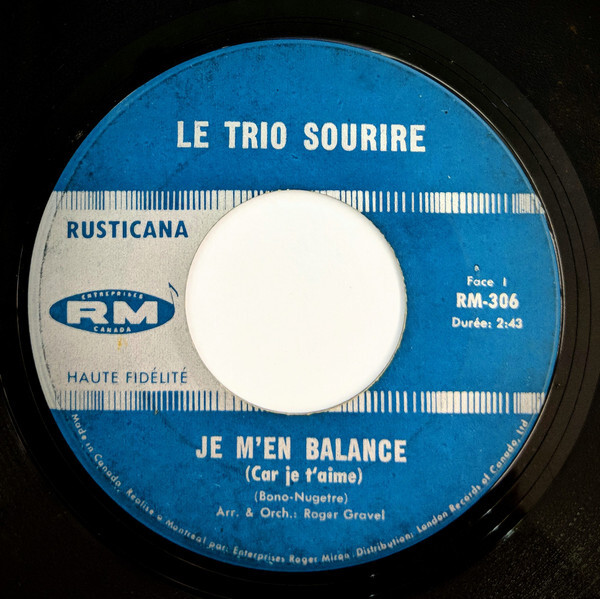 LE TRIO SOURIRE
RUSTICANA
ENTREPRISES
RM
CANADA
HAUTE FIDÉLITÉ
Face 1
RM-306
Durée: 2:43
JE M'EN BALANCE
(Car je t'aime)
(Bono-Nugetre)
Arr. & Orch.: Roger Gravel
Made in Canada. Réalisé à Montréal par: Enterprises Roger Miron. Distribution: London Records of Canada, Ltd